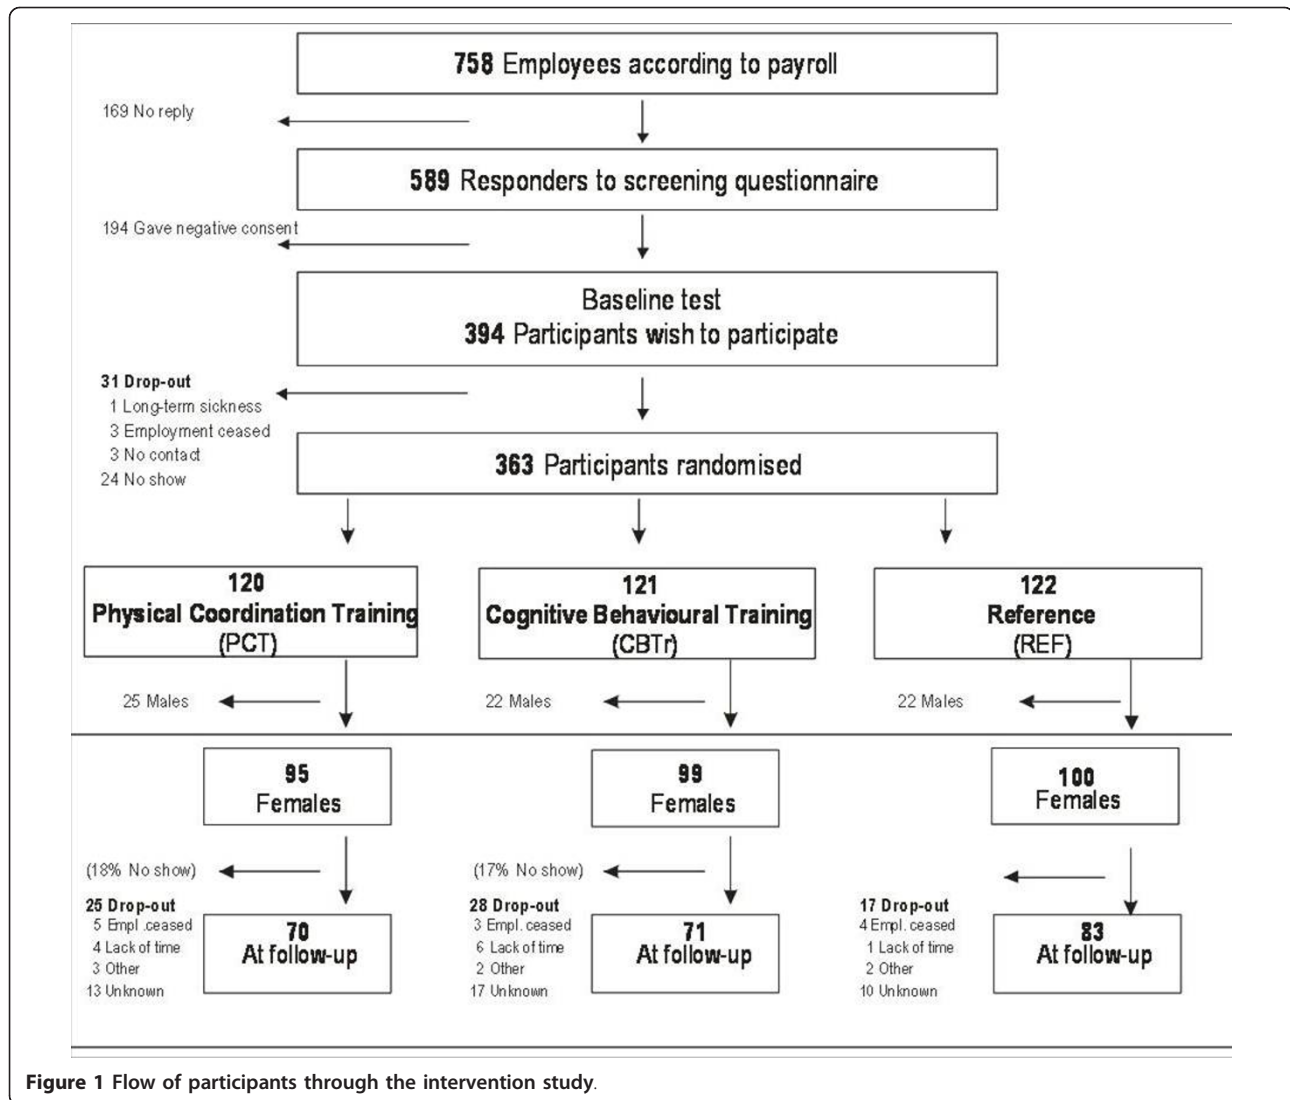 758 Employees according to payroll
169 No reply
589 Responders to screening questionnaire
194 Gave negative consent
Baseline test
394 Participants wish to participate
31 Drop-out
1 Long-term sickness
3 Employment ceased
3 No contact
24 No show
363 Participants randomised
120
Physical Coordination Training
(PCT)
121
Cognitive Behavioural Training
(CBTr)
122
Reference
(REF)
25 Males
22 Males
22 Males
95
Females
99
Females
100
Females
(18% No show)
25 Drop-out
5 Empl .ceased
4 Lack of time
3 Other
13 Unknown
70
At follow-up
(17% No show)
28 Drop-out
3 Empl. ceased
6 Lack of time
2 Other
17 Unknown
71
At follow-up
17 Drop-out
4 Empl. ceased
1 Lack of time
2 Other
10 Unknown
83
At follow-up
Figure 1 Flow of participants through the intervention study.